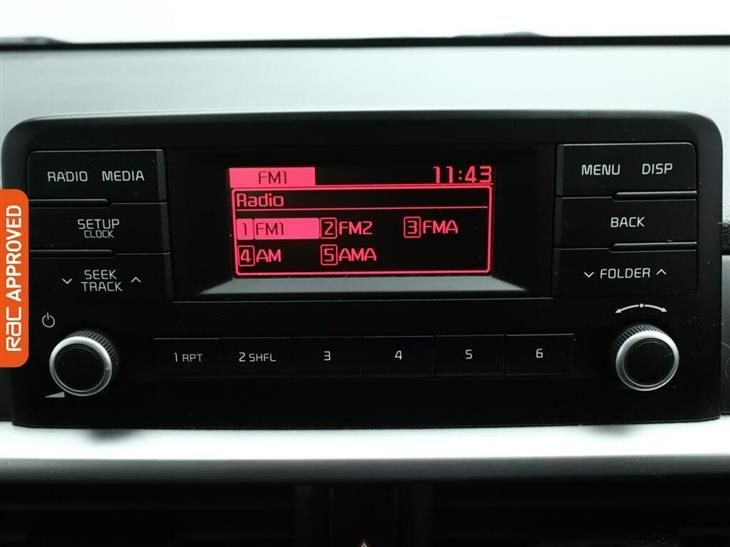 RAC APPROVED
RADIO MEDIA
SETUP
CLOCK
SEEK
TRACK
FM1 11:43
Radio
1 FM1 2 FM2 3 FMA
4 AM 5 AMA
MENU DISP
BACK
FOLDER
1 RPT 2 SHFL 3 4 5 6